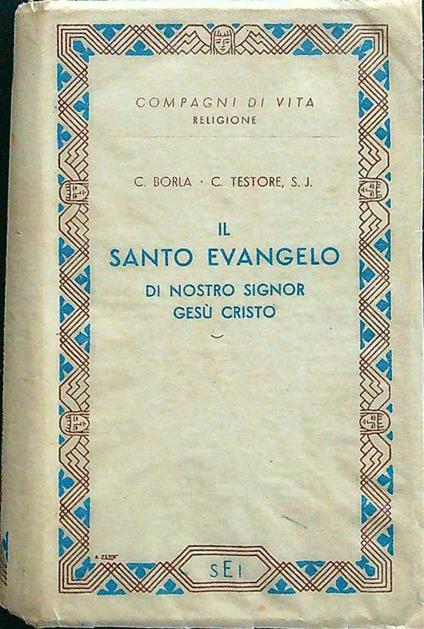 COMPAGNI DI VITA
RELIGIONE
C. BORLA · C. TESTORE, S. J.
IL
SANTO EVANGELO
DI NOSTRO SIGNOR
GESÙ CRISTO
SEI